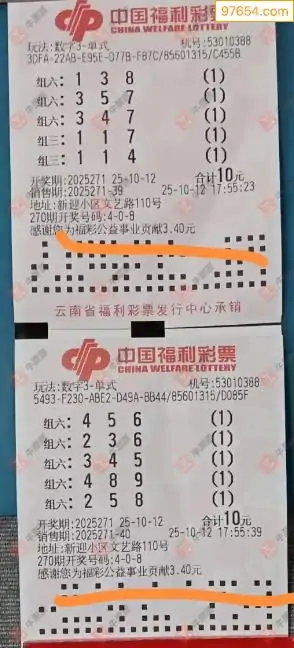 97654.com
中国福利彩票
CHINA WELFARE LOTTERY
玩法:数字3-单式 机号:53010388
3CFA-22AB-E95E-D77B-FB7C/85601315/C455B
组六: 1 3 8 (1)
组六: 3 5 7 (1)
组六: 3 4 7 (1)
组三: 1 1 7 (1)
组三: 1 1 4 (1)
开奖期:2025271 25-10-12 合计10元
销售期:2025271-39 25-10-12 17:55:23
地址:新迎小区文艺路110号
270期开奖号码:4-0-8
感谢您为福彩公益事业贡献3.40元
云南省福利彩票发行中心承销
中国福利彩票
CHINA WELFARE LOTTERY
玩法:数字3-单式 机号:53010388
5493-F230-ABE2-D49A-BB44/85601315/D085F
组六: 4 5 6 (1)
组六: 2 3 6 (1)
组六: 3 4 5 (1)
组六: 4 8 9 (1)
组六: 2 5 8 (1)
开奖期:2025271 25-10-12 合计10元
销售期:2025271-40 25-10-12 17:55:39
地址:新迎小区文艺路110号
270期开奖号码:4-0-8
感谢您为福彩公益事业贡献3.40元